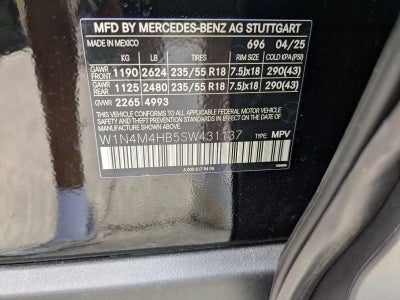 MFD BY MERCEDES-BENZ AG STUTTGART
MADE IN MEXICO 696 04/25
KG LB TIRE SIZE RIM SIZE COLD KPA(PSI)
GAWR FRONT 1190 2624 235/55 R18 7.5Jx18 290(43)
GAWR REAR 1125 2480 235/55 R18 7.5Jx18 290(43)
GVWR 2265 4993
THIS VEHICLE CONFORMS TO ALL APPLICABLE FEDERAL MOTOR VEHICLE
SAFETY, BUMPER, AND THEFT PREVENTION STANDARDS IN EFFECT
ON THE DATE OF MANUFACTURE SHOWN ABOVE.
W1N4M4HB5SW431137 TYPE: MPV